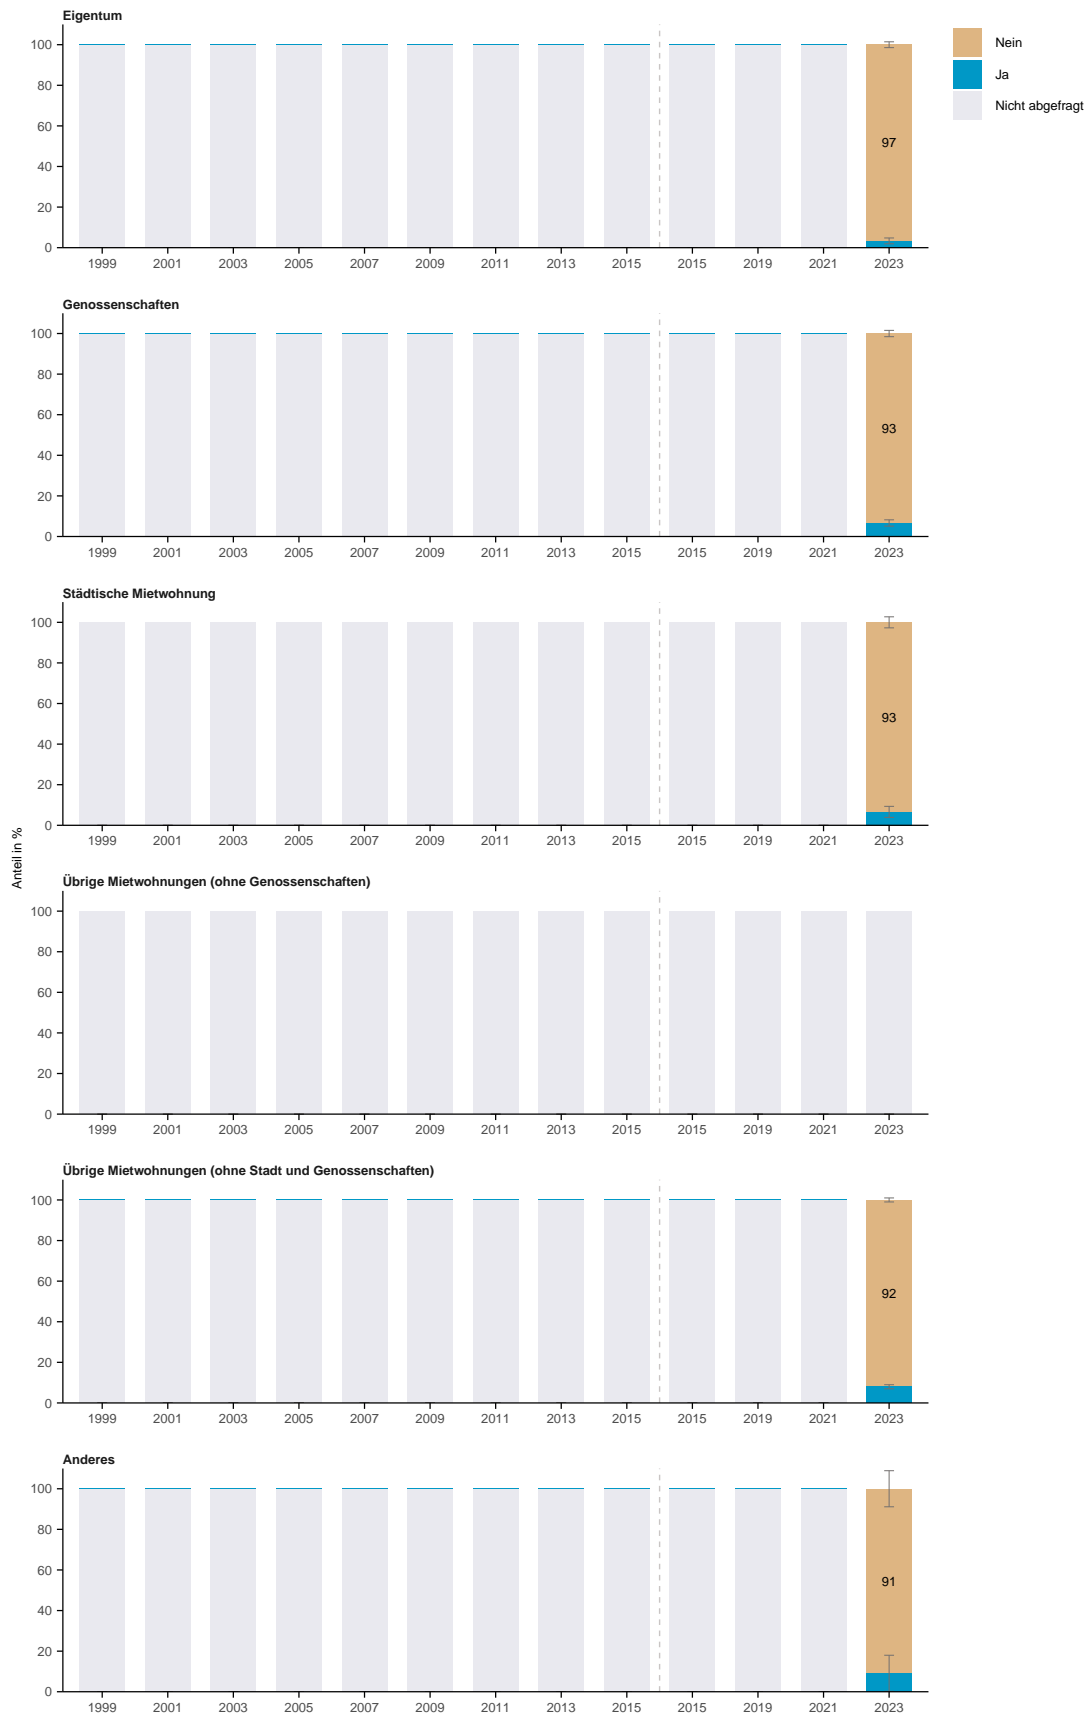 Eigentum
Nein
Ja
Nicht abgefragt
100
80
60
40
20
0
97
1999 2001 2003 2005 2007 2009 2011 2013 2015 2015 2019 2021 2023
Genossenschaften
100
80
60
40
20
0
93
1999 2001 2003 2005 2007 2009 2011 2013 2015 2015 2019 2021 2023
Städtische Mietwohnung
100
80
60
40
20
0
93
1999 2001 2003 2005 2007 2009 2011 2013 2015 2015 2019 2021 2023
Anteil in %
Übrige Mietwohnungen (ohne Genossenschaften)
100
80
60
40
20
0
1999 2001 2003 2005 2007 2009 2011 2013 2015 2015 2019 2021 2023
Übrige Mietwohnungen (ohne Stadt und Genossenschaften)
100
80
60
40
20
0
92
1999 2001 2003 2005 2007 2009 2011 2013 2015 2015 2019 2021 2023
Anderes
100
80
60
40
20
0
91
1999 2001 2003 2005 2007 2009 2011 2013 2015 2015 2019 2021 2023